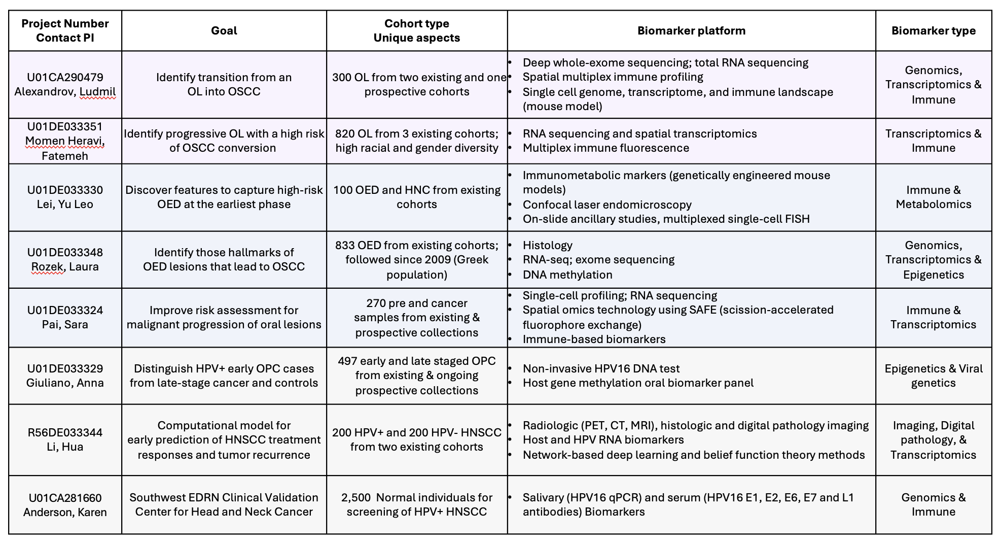 Project Number
Contact PI
Goal
Cohort type
Unique aspects
Biomarker platform
Biomarker type
U01CA290479
Alexandrov, Ludmil
Identify transition from an
OL into OSCC
300 OL from two existing and one
prospective cohorts
• Deep whole-exome sequencing; total RNA sequencing
• Spatial multiplex immune profiling
• Single cell genome, transcriptome, and immune landscape
(mouse model)
Genomics,
Transcriptomics &
Immune
U01DE033351
Momen Heravi,
Fatemeh
Identify progressive OL with a high risk
of OSCC conversion
820 OL from 3 existing cohorts;
high racial and gender diversity
• RNA sequencing and spatial transcriptomics
• Multiplex immune fluorescence
Transcriptomics &
Immune
U01DE033330
Lei, Yu Leo
Discover features to capture high-risk
OED at the earliest phase
100 OED and HNC from existing
cohorts
• Immunometabolic markers (genetically engineered mouse
models)
• Confocal laser endomicroscopy
• On-slide ancillary studies, multiplexed single-cell FISH
Immune &
Metabolomics
U01DE033348
Rozek, Laura
Identify those hallmarks of
OED lesions that lead to OSCC
833 OED from existing cohorts;
followed since 2009 (Greek
population)
• Histology
• RNA-seq; exome sequencing
• DNA methylation
Genomics,
Transcriptomics &
Epigenetics
U01DE033324
Pai, Sara
Improve risk assessment for
malignant progression of oral lesions
270 pre and cancer
samples from existing &
prospective collections
• Single-cell profiling; RNA sequencing
• Spatial omics technology using SAFE (scission-accelerated
fluorophore exchange)
• Immune-based biomarkers
Immune &
Transcriptomics
U01DE033329
Giuliano, Anna
Distinguish HPV+ early OPC cases
from late-stage cancer and controls
497 early and late staged OPC
from existing & ongoing
prospective collections
• Non-invasive HPV16 DNA test
• Host gene methylation oral biomarker panel
Epigenetics & Viral
genetics
R56DE033344
Li, Hua
Computational model for
early prediction of HNSCC treatment
responses and tumor recurrence
200 HPV+ and 200 HPV- HNSCC
from two existing cohorts
• Radiologic (PET, CT, MRI), histologic and digital pathology imaging
• Host and HPV RNA biomarkers
• Network-based deep learning and belief function theory methods
Imaging, Digital
pathology, &
Transcriptomics
U01CA281660
Anderson, Karen
Southwest EDRN Clinical Validation
Center for Head and Neck Cancer
2,500 Normal individuals for
screening of HPV+ HNSCC
• Salivary (HPV16 qPCR) and serum (HPV16 E1, E2, E6, E7 and L1
antibodies) Biomarkers
Genomics &
Immune